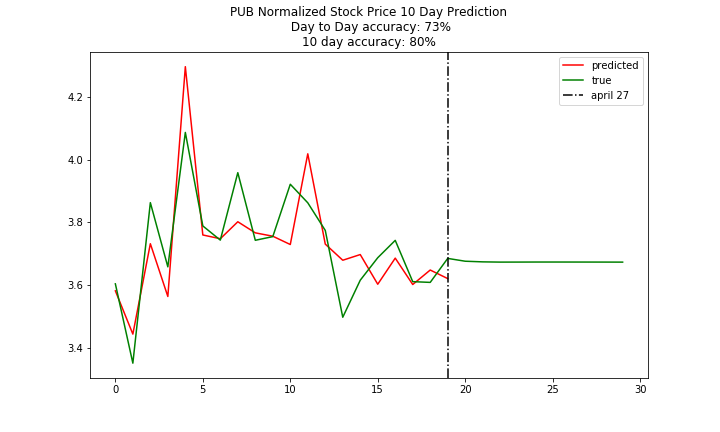 PUB Normalized Stock Price 10 Day Prediction
Day to Day accuracy: 73%
10 day accuracy: 80%
predicted
true
april 27
4.2
4.0
3.8
3.6
3.4
0 5 10 15 20 25 30